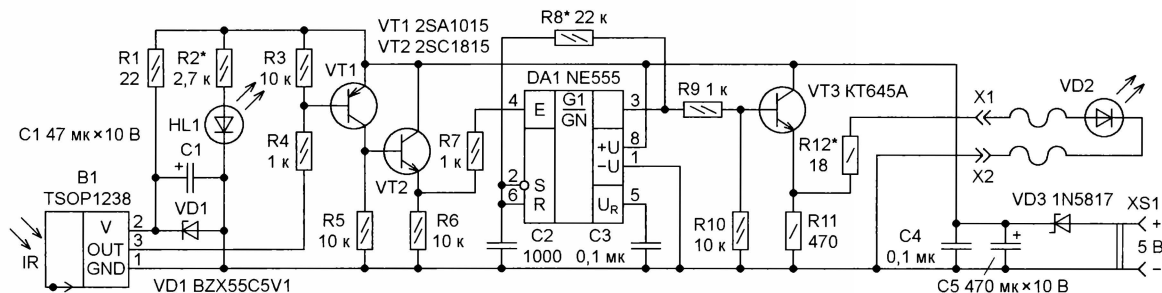 R8* 22 к
VT1 2SA1015
VT2 2SC1815
R1
22
R2*
2,7 к
R3
10 к
VT1
DA1 NE555
4
E
G1
GN
3
R9 1 к
VT3 КТ645А
X1
VD2
HL1
R4
1 к
R7
1 к
VT2
+U
8
−U
1
R12*
18
X2
C1 47 мк × 10 В
C1
+
2
S
6
R
U_R
5
B1
TSOP1238
VD1
R5
10 к
R6
10 к
R10
10 к
R11
470
VD3 1N5817
XS1
V
2
OUT
3
GND
1
IR
C2
1000
C3
0,1 мк
C4
0,1 мк
+
+
5 В
−
VD1 BZX55C5V1
C5 470 мк × 10 В